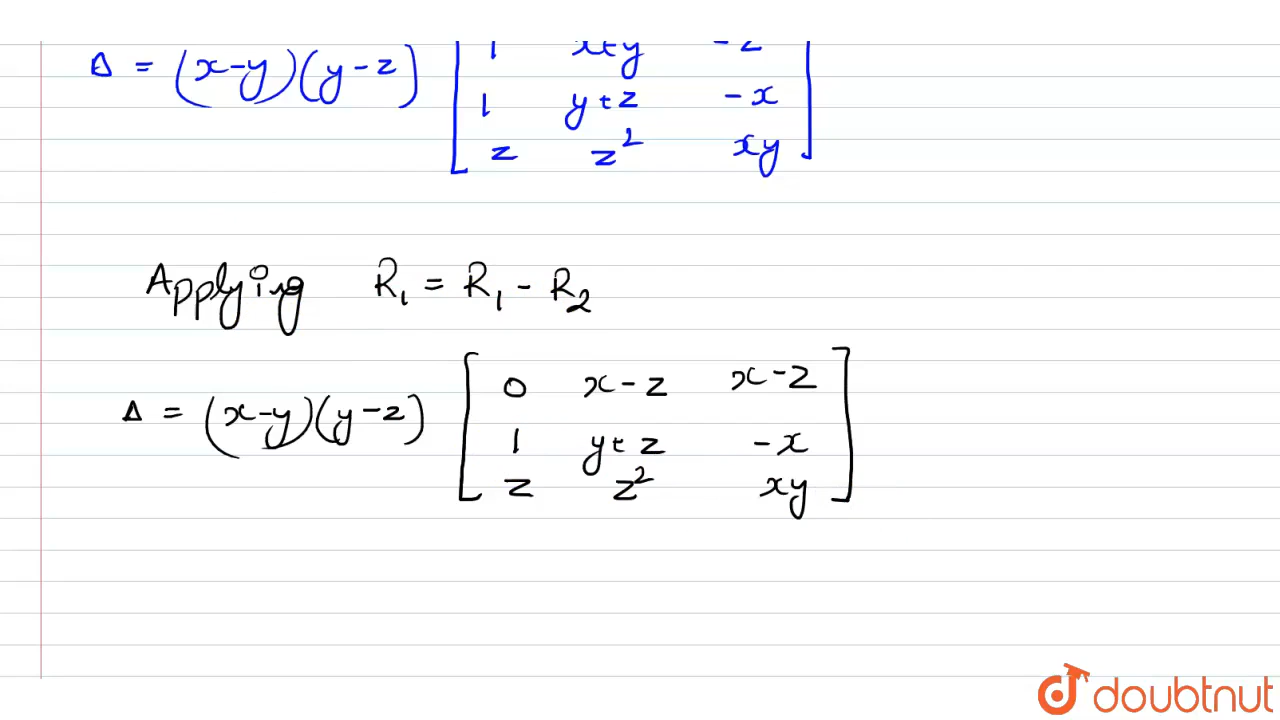 1 x+y -z
Δ = (x-y)(y-z)
1 y+z -x
z z² xy
Applying R₁ = R₁ - R₂
0 x-z x-z
Δ = (x-y)(y-z)
1 y+z -x
z z² xy
doubtnut